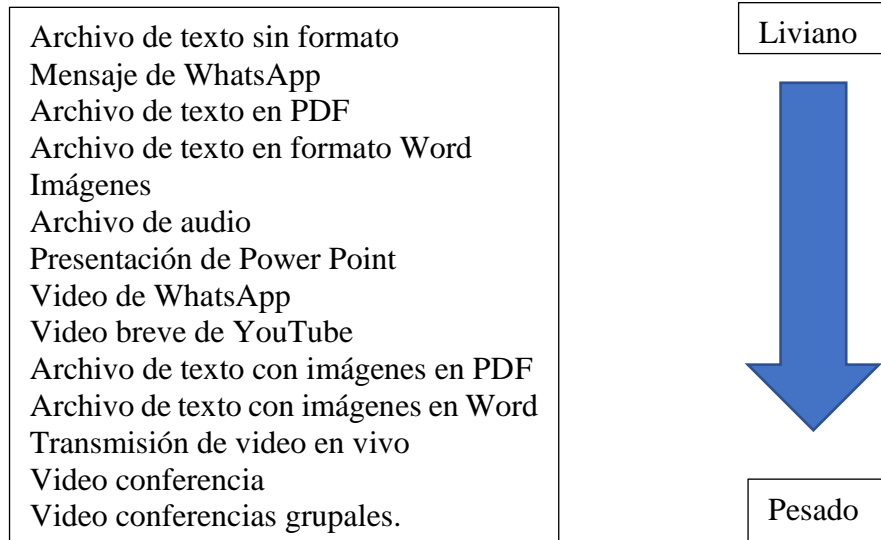 Archivo de texto sin formato
Mensaje de WhatsApp
Archivo de texto en PDF
Archivo de texto en formato Word
Imágenes
Archivo de audio
Presentación de Power Point
Video de WhatsApp
Video breve de YouTube
Archivo de texto con imágenes en PDF
Archivo de texto con imágenes en Word
Transmisión de video en vivo
Video conferencia
Video conferencias grupales.
Liviano
Pesado